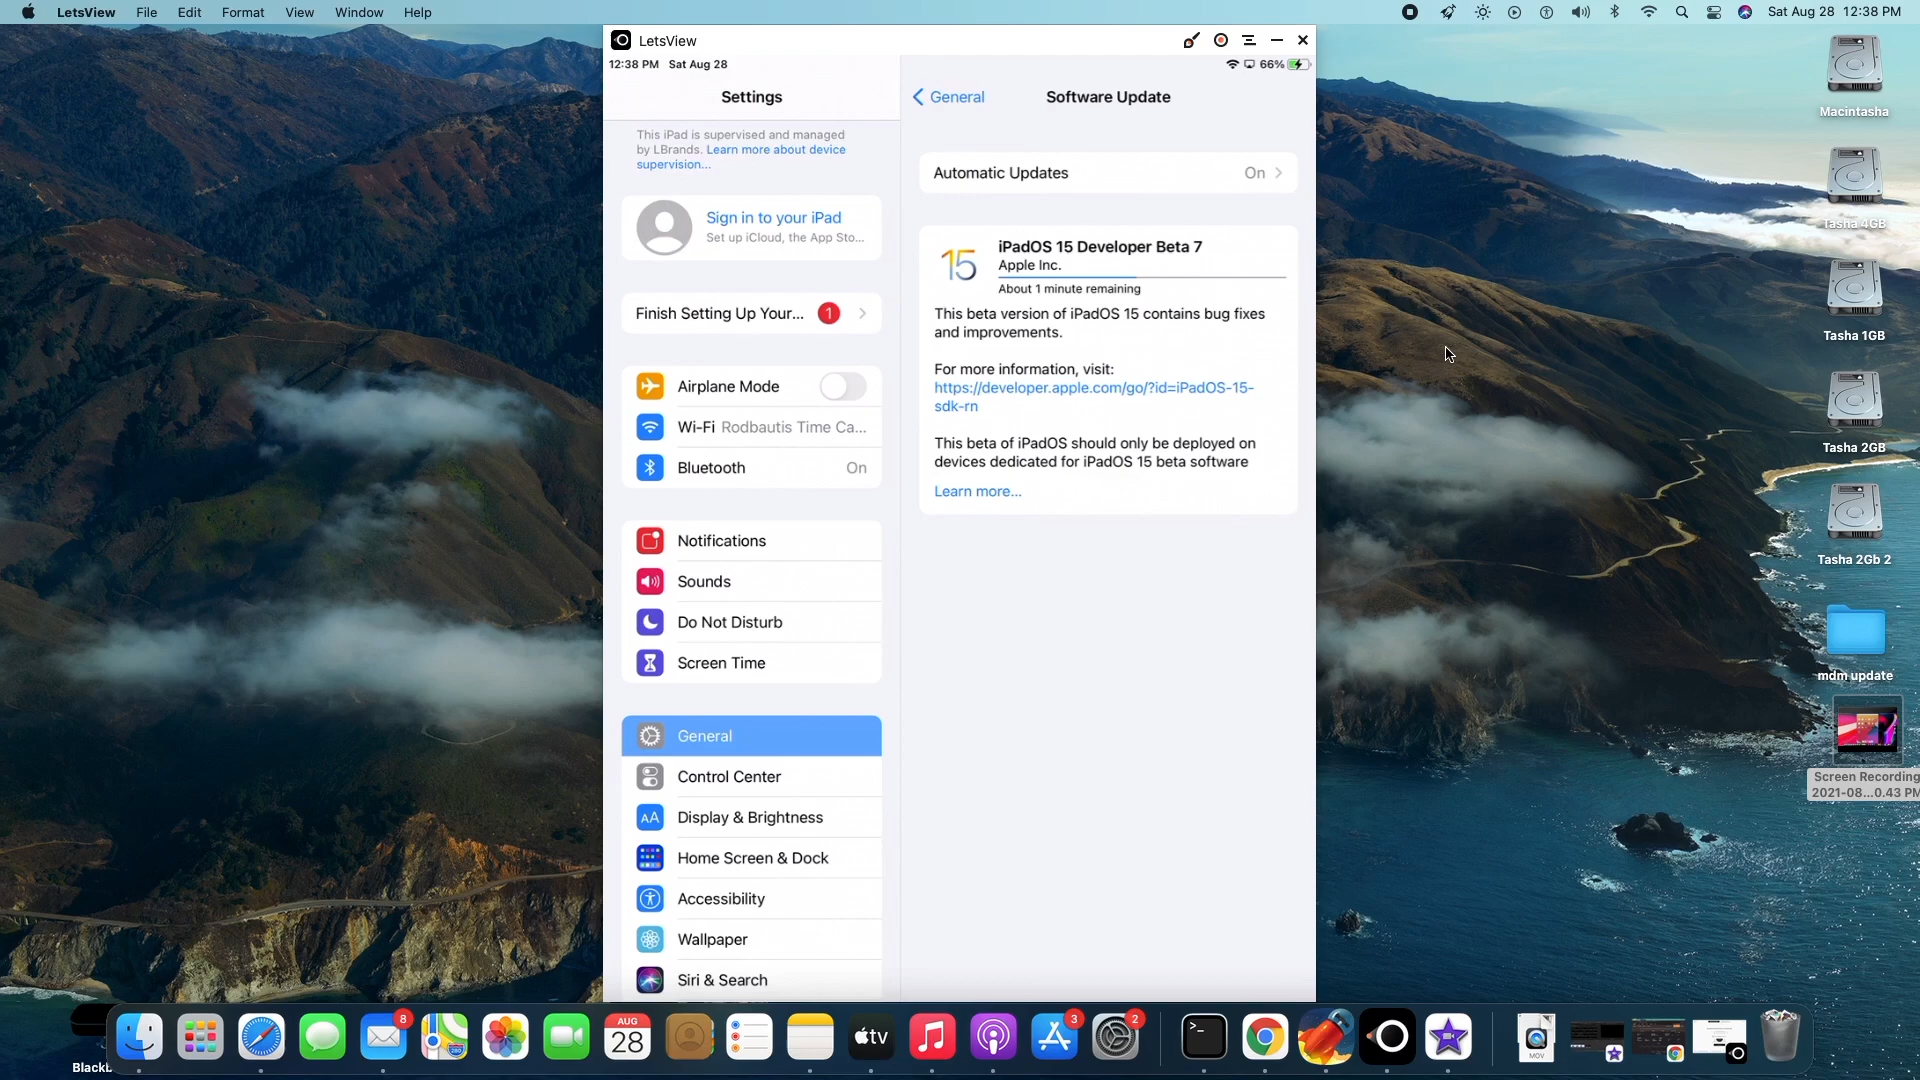 LetsView File Edit Format View Window Help
Sat Aug 28 12:38 PM
LetsView
12:38 PM Sat Aug 28
66%
Settings
General
Software Update
This iPad is supervised and managed
by LBrands. Learn more about device
supervision...
Sign in to your iPad
Set up iCloud, the App Sto...
Finish Setting Up Your... 1
Airplane Mode
Wi-Fi Rodbautis Time Ca...
Bluetooth On
Notifications
Sounds
Do Not Disturb
Screen Time
General
Control Center
AA Display & Brightness
Home Screen & Dock
Accessibility
Wallpaper
Siri & Search
Automatic Updates On
15
iPadOS 15 Developer Beta 7
Apple Inc.
About 1 minute remaining
This beta version of iPadOS 15 contains bug fixes
and improvements.
For more information, visit:
https://developer.apple.com/go/?id=iPadOS-15-
sdk-rn
This beta of iPadOS should only be deployed on
devices dedicated for iPadOS 15 beta software
Learn more...
Macintasha
Tasha 4GB
Tasha 1GB
Tasha 2GB
Tasha 2Gb 2
mdm update
Screen Recording
2021-08...0.43 PM
8
280
AUG
28
tv
3
2
>_
MOV
Blackb